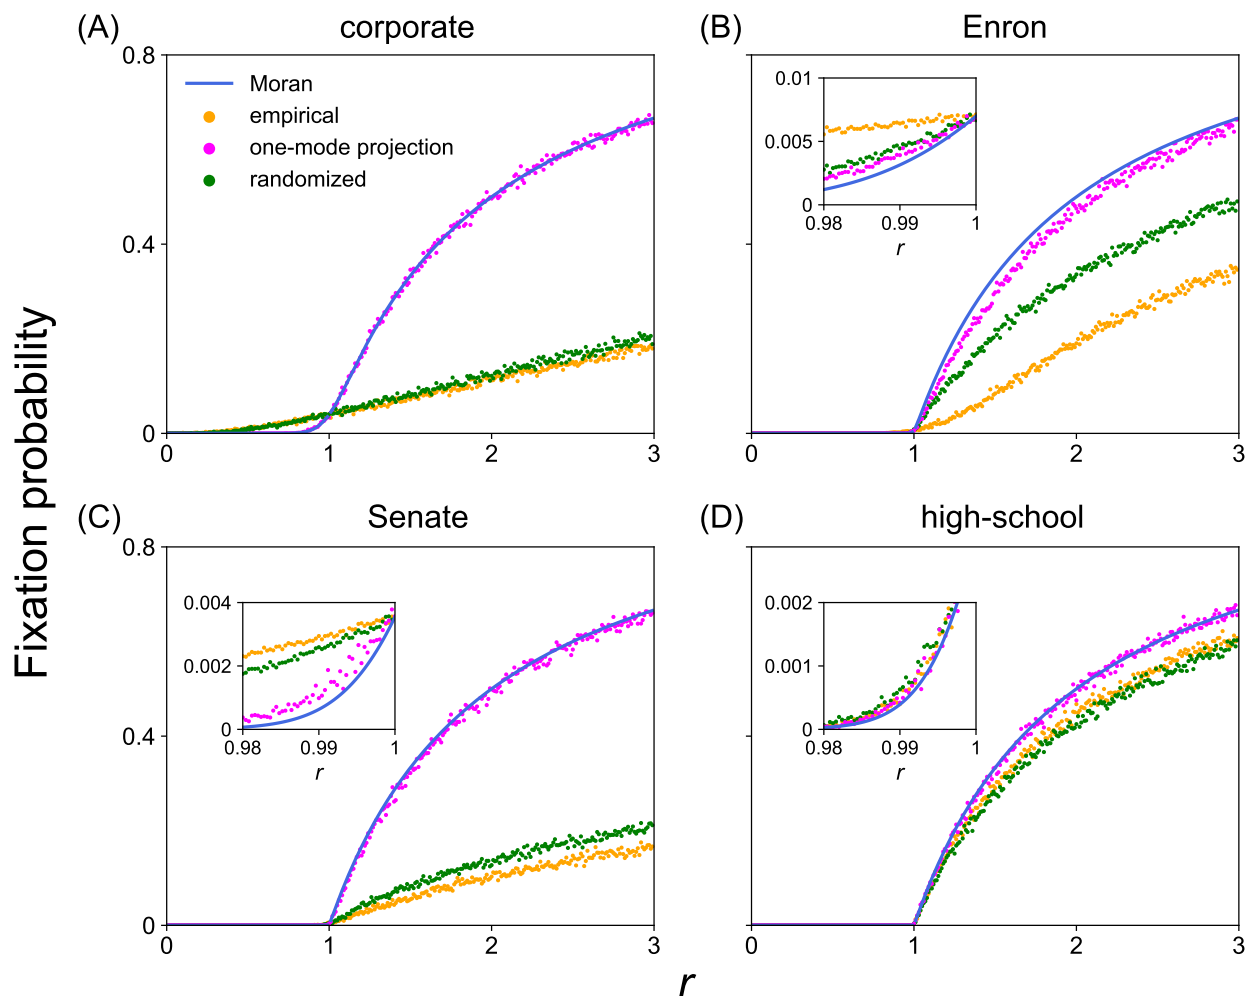 (A) corporate
0.8
Moran
empirical
one-mode projection
randomized
0.4
0
0 1 2 3
(B) Enron
0.01
0.005
0
0.98 0.99 1
r
0 1 2 3
Fixation probability
(C) Senate
0.8
0.004
0.002
0
0.98 0.99 1
r
0.4
0
0 1 2 3
(D) high-school
0.002
0.001
0
0.98 0.99 1
r
0 1 2 3
r